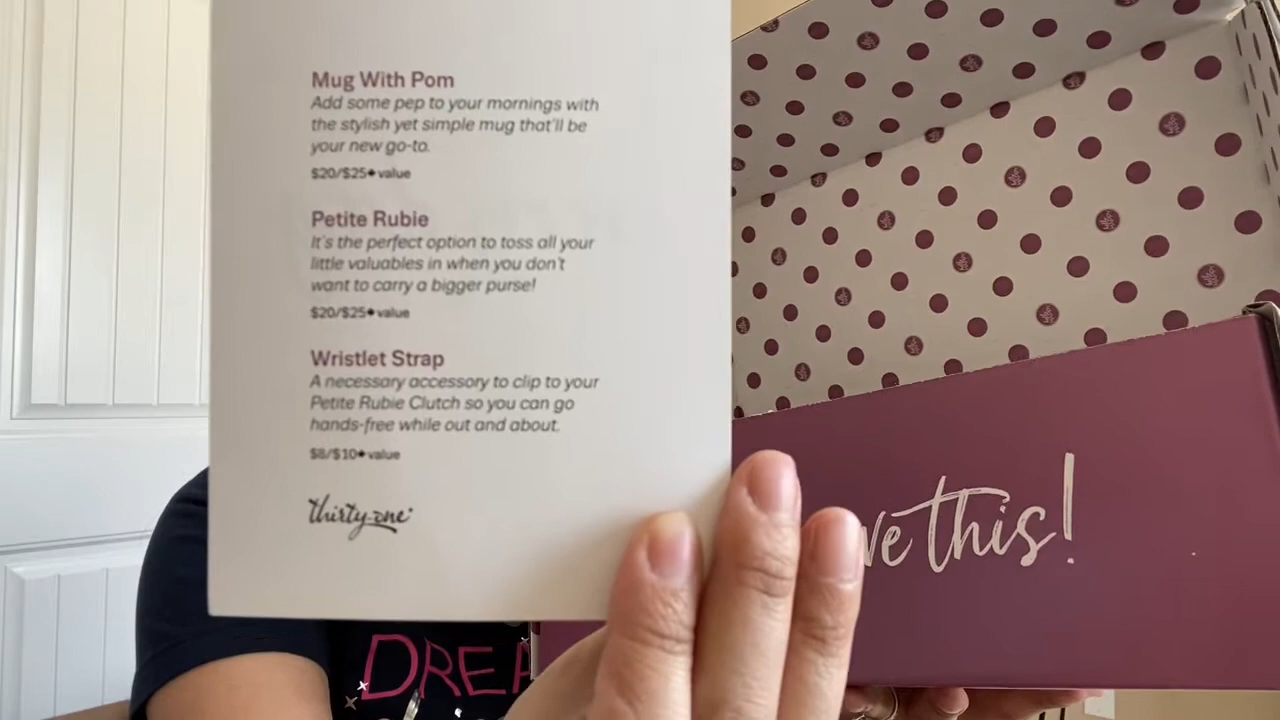 Mug With Pom
Add some pep to your mornings with
the stylish yet simple mug that'll be
your new go-to.
$20/$25♦ value
Petite Rubie
It's the perfect option to toss all your
little valuables in when you don't
want to carry a bigger purse!
$20/$25♦ value
Wristlet Strap
A necessary accessory to clip to your
Petite Rubie Clutch so you can go
hands-free while out and about.
$8/$10♦ value
thirty-one
ve this!
DREA